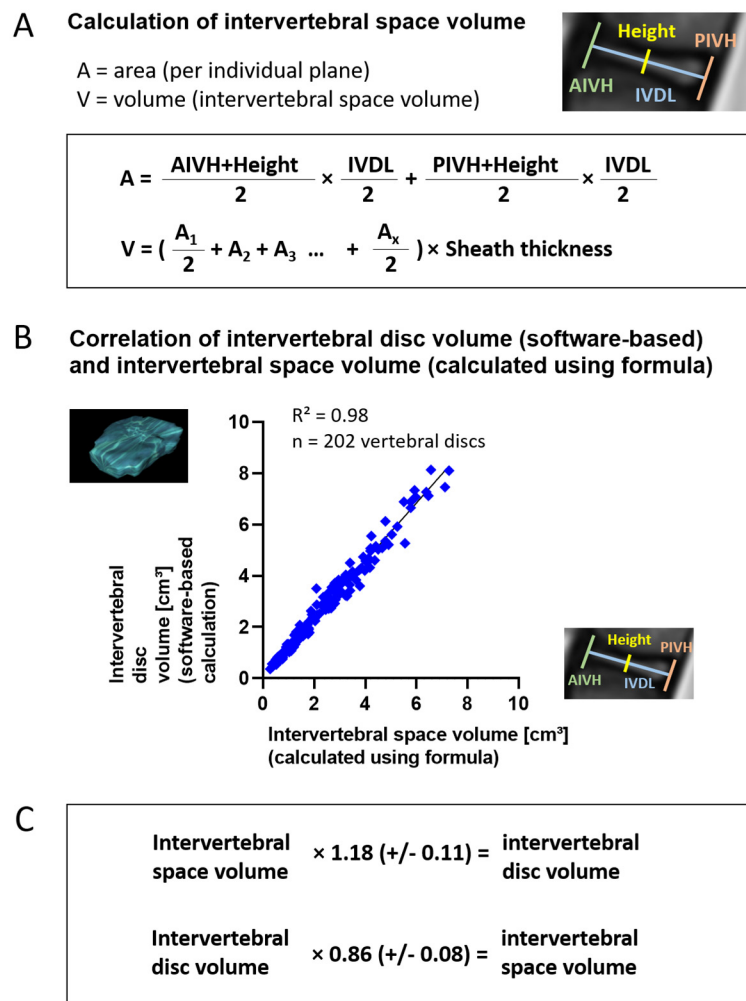 A
Calculation of intervertebral space volume
A = area (per individual plane)
V = volume (intervertebral space volume)
Height
PIVH
AIVH
IVDL
A = AIVH+Height/2 × IVDL/2 + PIVH+Height/2 × IVDL/2
V = ( A₁/2 + A₂ + A₃ ... + Aₓ/2 ) × Sheath thickness
B
Correlation of intervertebral disc volume (software-based)
and intervertebral space volume (calculated using formula)
R² = 0.98
n = 202 vertebral discs
10
8
6
4
2
0
Intervertebral
disc
volume [cm³]
(software-based
calculation)
0 2 4 6 8 10
Intervertebral space volume [cm³]
(calculated using formula)
Height
PIVH
AIVH
IVDL
C
Intervertebral
space volume
× 1.18 (+/- 0.11) =
intervertebral
disc volume
Intervertebral
disc volume
× 0.86 (+/- 0.08) =
intervertebral
space volume